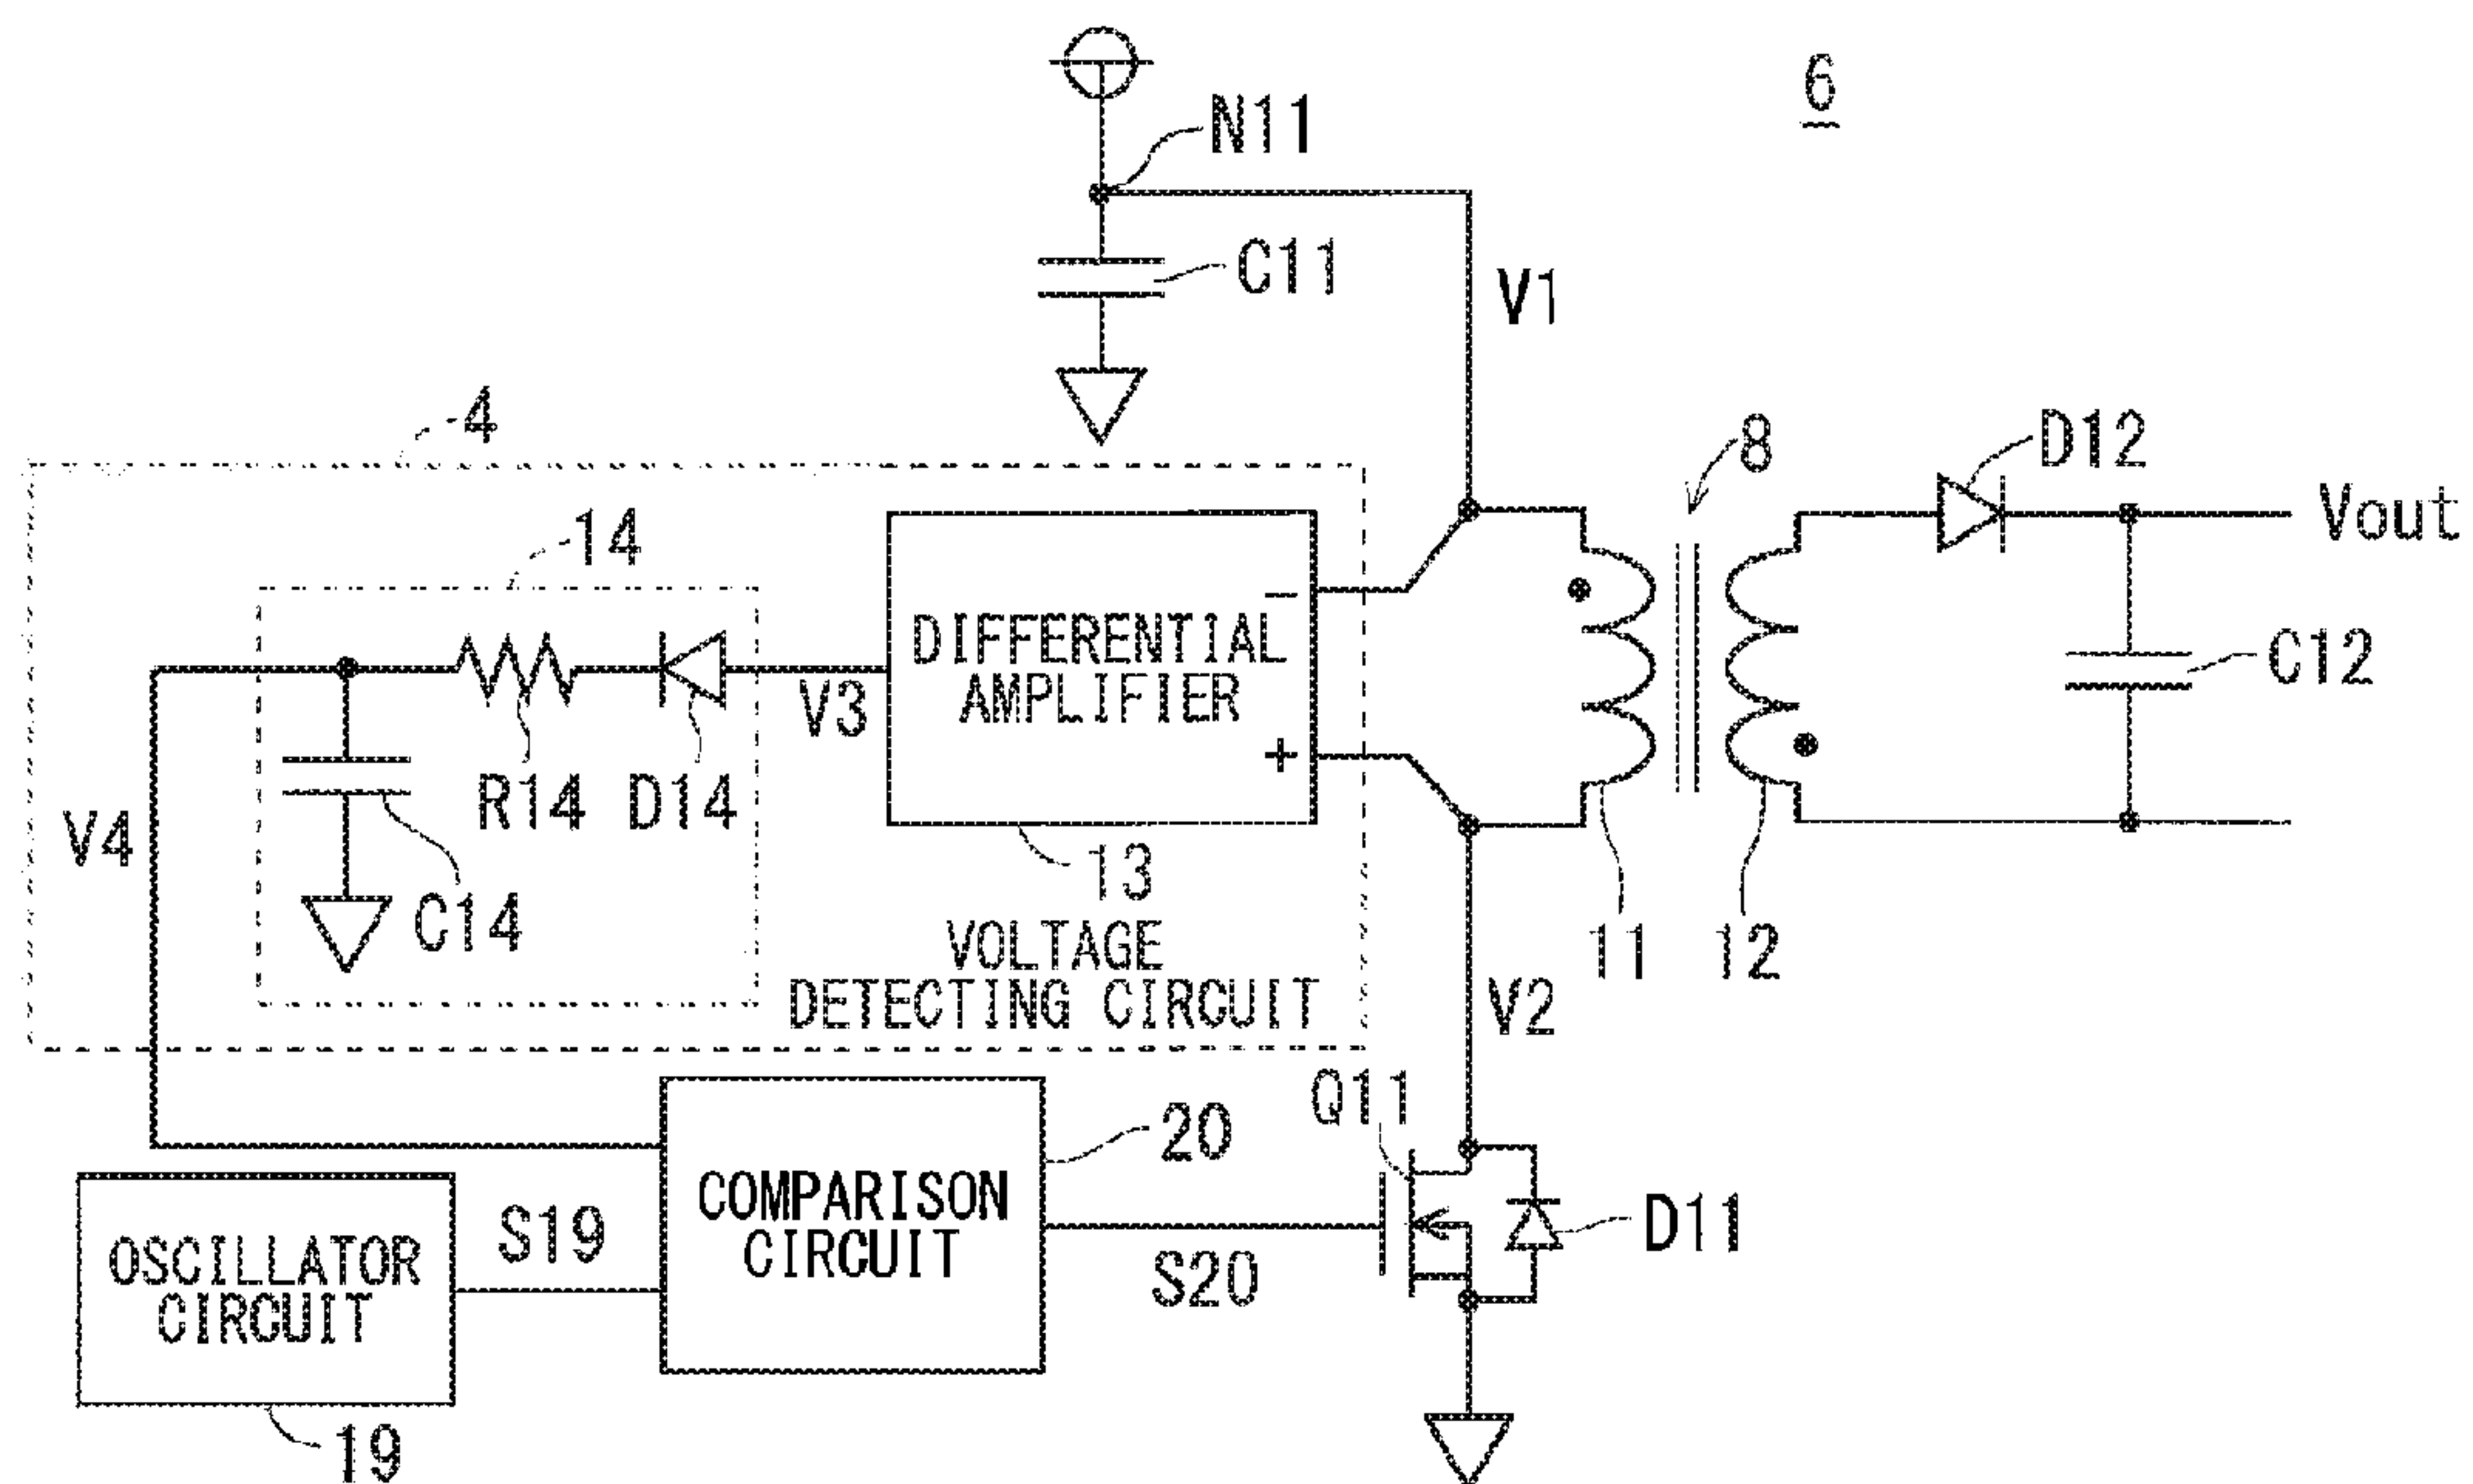 6
N11
C11
V1
4
8
D12
Vout
14
DIFFERENTIAL
AMPLIFIER
−
+
C12
V3
R14
D14
V4
C14
13
11
12
VOLTAGE
DETECTING CIRCUIT
V2
Q11
20
COMPARISON
CIRCUIT
D11
S19
OSCILLATOR
CIRCUIT
S20
19